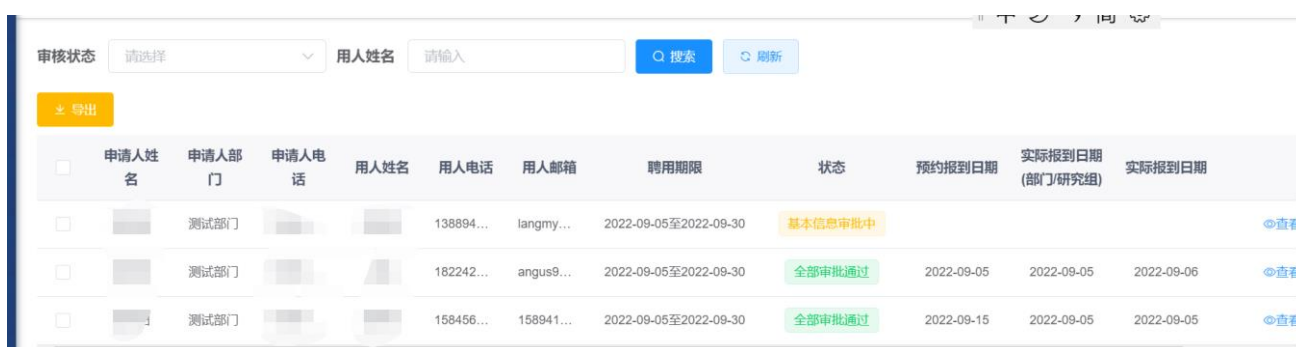 中 简
审核状态 请选择 用人姓名 请输入 搜索 刷新
导出
申请人姓名 申请人部门 申请人电话 用人姓名 用人电话 用人邮箱 聘用期限 状态 预约报到日期 实际报到日期(部门/研究组) 实际报到日期
测试部门 138894... langmy... 2022-09-05至2022-09-30 基本信息审批中 查看
测试部门 182242... angus9... 2022-09-05至2022-09-30 全部审批通过 2022-09-05 2022-09-05 2022-09-06 查看
测试部门 158456... 158941... 2022-09-05至2022-09-30 全部审批通过 2022-09-15 2022-09-05 2022-09-05 查看